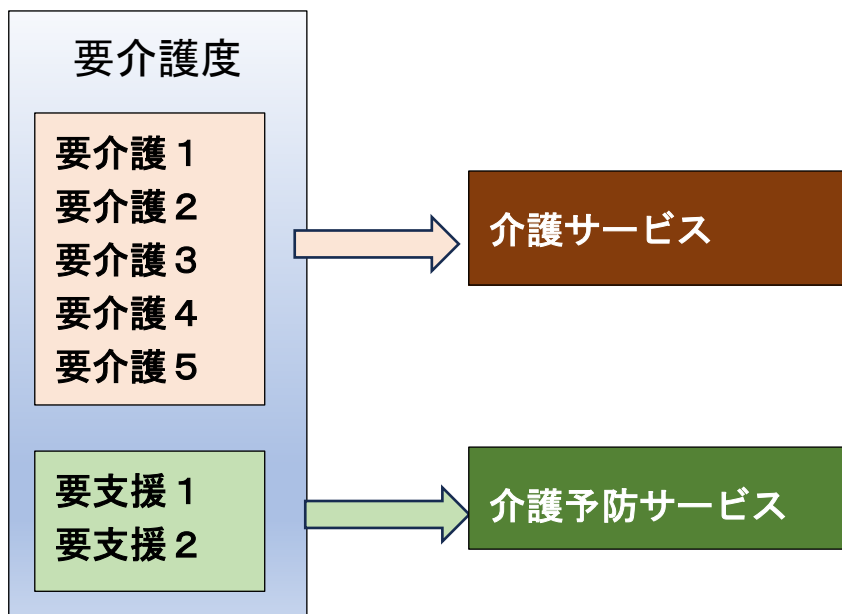 要介護度
要介護１
要介護２
要介護３
要介護４
要介護５
介護サービス
要支援１
要支援２
介護予防サービス